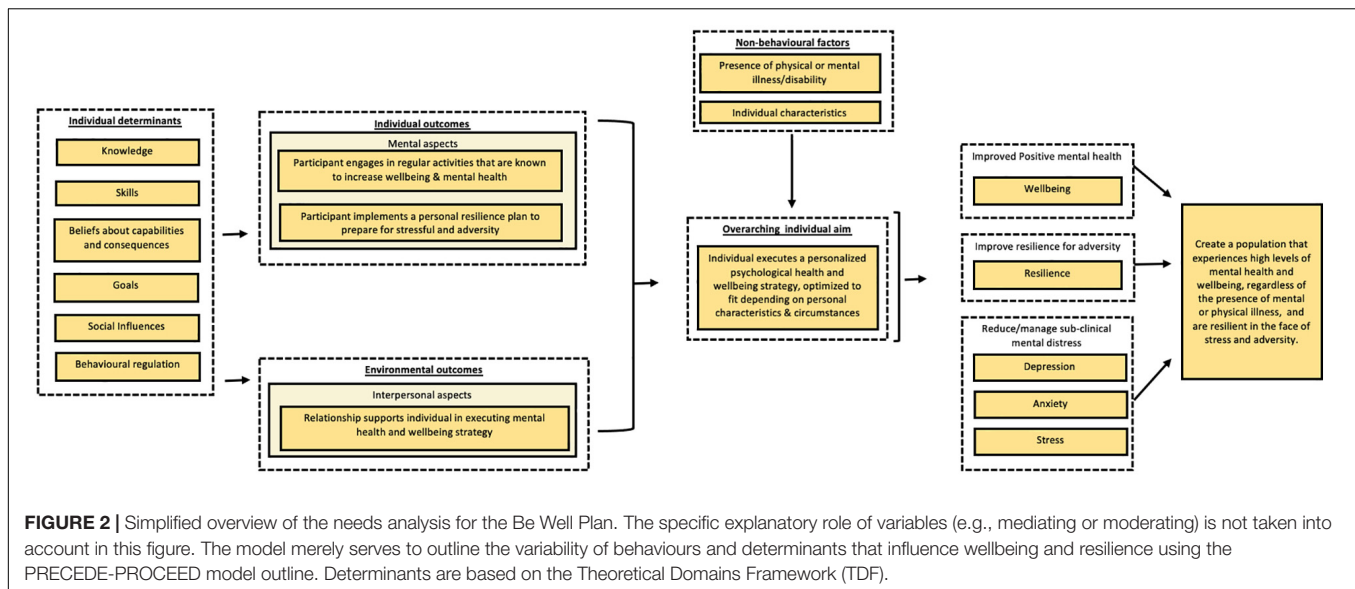 Individual determinants
Knowledge
Skills
Beliefs about capabilities
and consequences
Goals
Social Influences
Behavioural regulation
Individual outcomes
Mental aspects
Participant engages in regular activities that are known
to increase wellbeing & mental health
Participant implements a personal resilience plan to
prepare for stressful and adversity
Environmental outcomes
Interpersonal aspects
Relationship supports individual in executing mental
health and wellbeing strategy
Non-behavioural factors
Presence of physical or mental
illness/disability
Individual characteristics
Overarching individual aim
Individual executes a personalized
psychological health and
wellbeing strategy, optimized to
fit depending on personal
characteristics & circumstances
Improved Positive mental health
Wellbeing
Improve resilience for adversity
Resilience
Reduce/manage sub-clinical
mental distress
Depression
Anxiety
Stress
Create a population that
experiences high levels of
mental health and
wellbeing, regardless of
the presence of mental
or physical illness, and
are resilient in the face of
stress and adversity.
FIGURE 2 | Simplified overview of the needs analysis for the Be Well Plan. The specific explanatory role of variables (e.g., mediating or moderating) is not taken into
account in this figure. The model merely serves to outline the variability of behaviours and determinants that influence wellbeing and resilience using the
PRECEDE-PROCEED model outline. Determinants are based on the Theoretical Domains Framework (TDF).